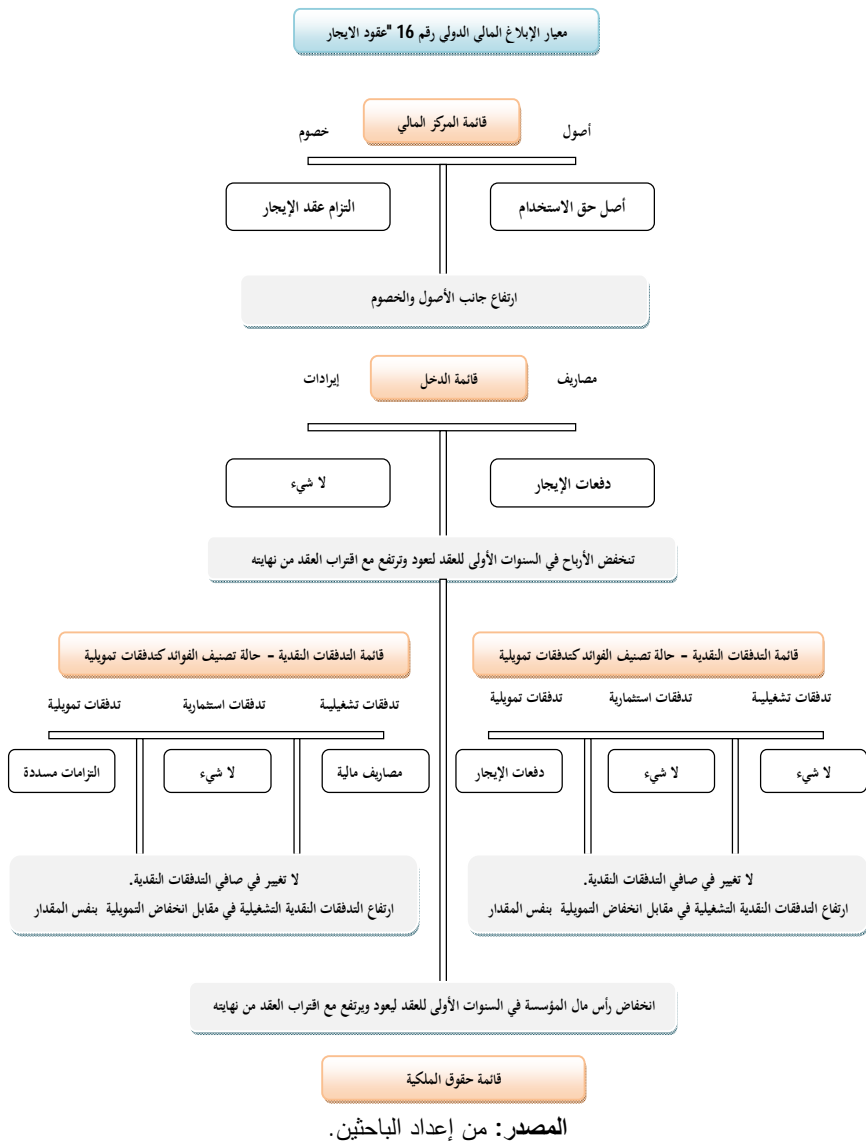 معيار الإبلاغ المالي الدولي رقم 16 "عقود الايجار
أصول
قائمة المركز المالي
خصوم
أصل حق الاستخدام
التزام عقد الإيجار
ارتفاع جانب الأصول والخصوم
مصاريف
قائمة الدخل
إيرادات
دفعات الإيجار
لا شيء
تنخفض الأرباح في السنوات الأولى للعقد لتعود وترتفع مع اقتراب العقد من نهايته
قائمة التدفقات النقدية – حالة تصنيف الفوائد كتدفقات تمويلية
تدفقات تشغيلية
تدفقات استثمارية
تدفقات تمويلية
لا شيء
لا شيء
دفعات الإيجار
لا تغيير في صافي التدفقات النقدية.
ارتفاع التدفقات النقدية التشغيلية في مقابل انخفاض التمويلية بنفس المقدار
قائمة التدفقات النقدية – حالة تصنيف الفوائد كتدفقات تمويلية
تدفقات تشغيلية
تدفقات استثمارية
تدفقات تمويلية
مصاريف مالية
لا شيء
التزامات مسددة
لا تغيير في صافي التدفقات النقدية.
ارتفاع التدفقات النقدية التشغيلية في مقابل انخفاض التمويلية بنفس المقدار
انخفاض رأس مال المؤسسة في السنوات الأولى للعقد ليعود ويرتفع مع اقتراب العقد من نهايته
قائمة حقوق الملكية
المصدر: من إعداد الباحثين.